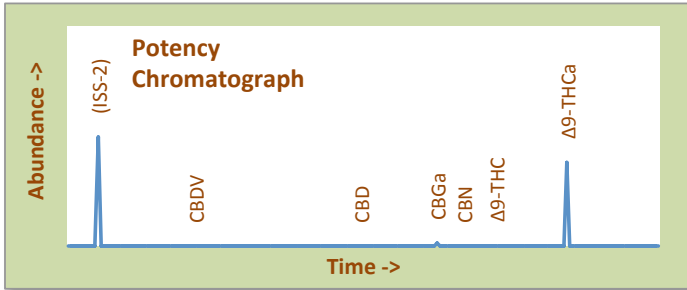 Potency
Chromatograph
Abundance ->
(ISS-2)
CBDV
CBD
CBGa
CBN
Δ9-THC
Δ9-THCa
Time ->